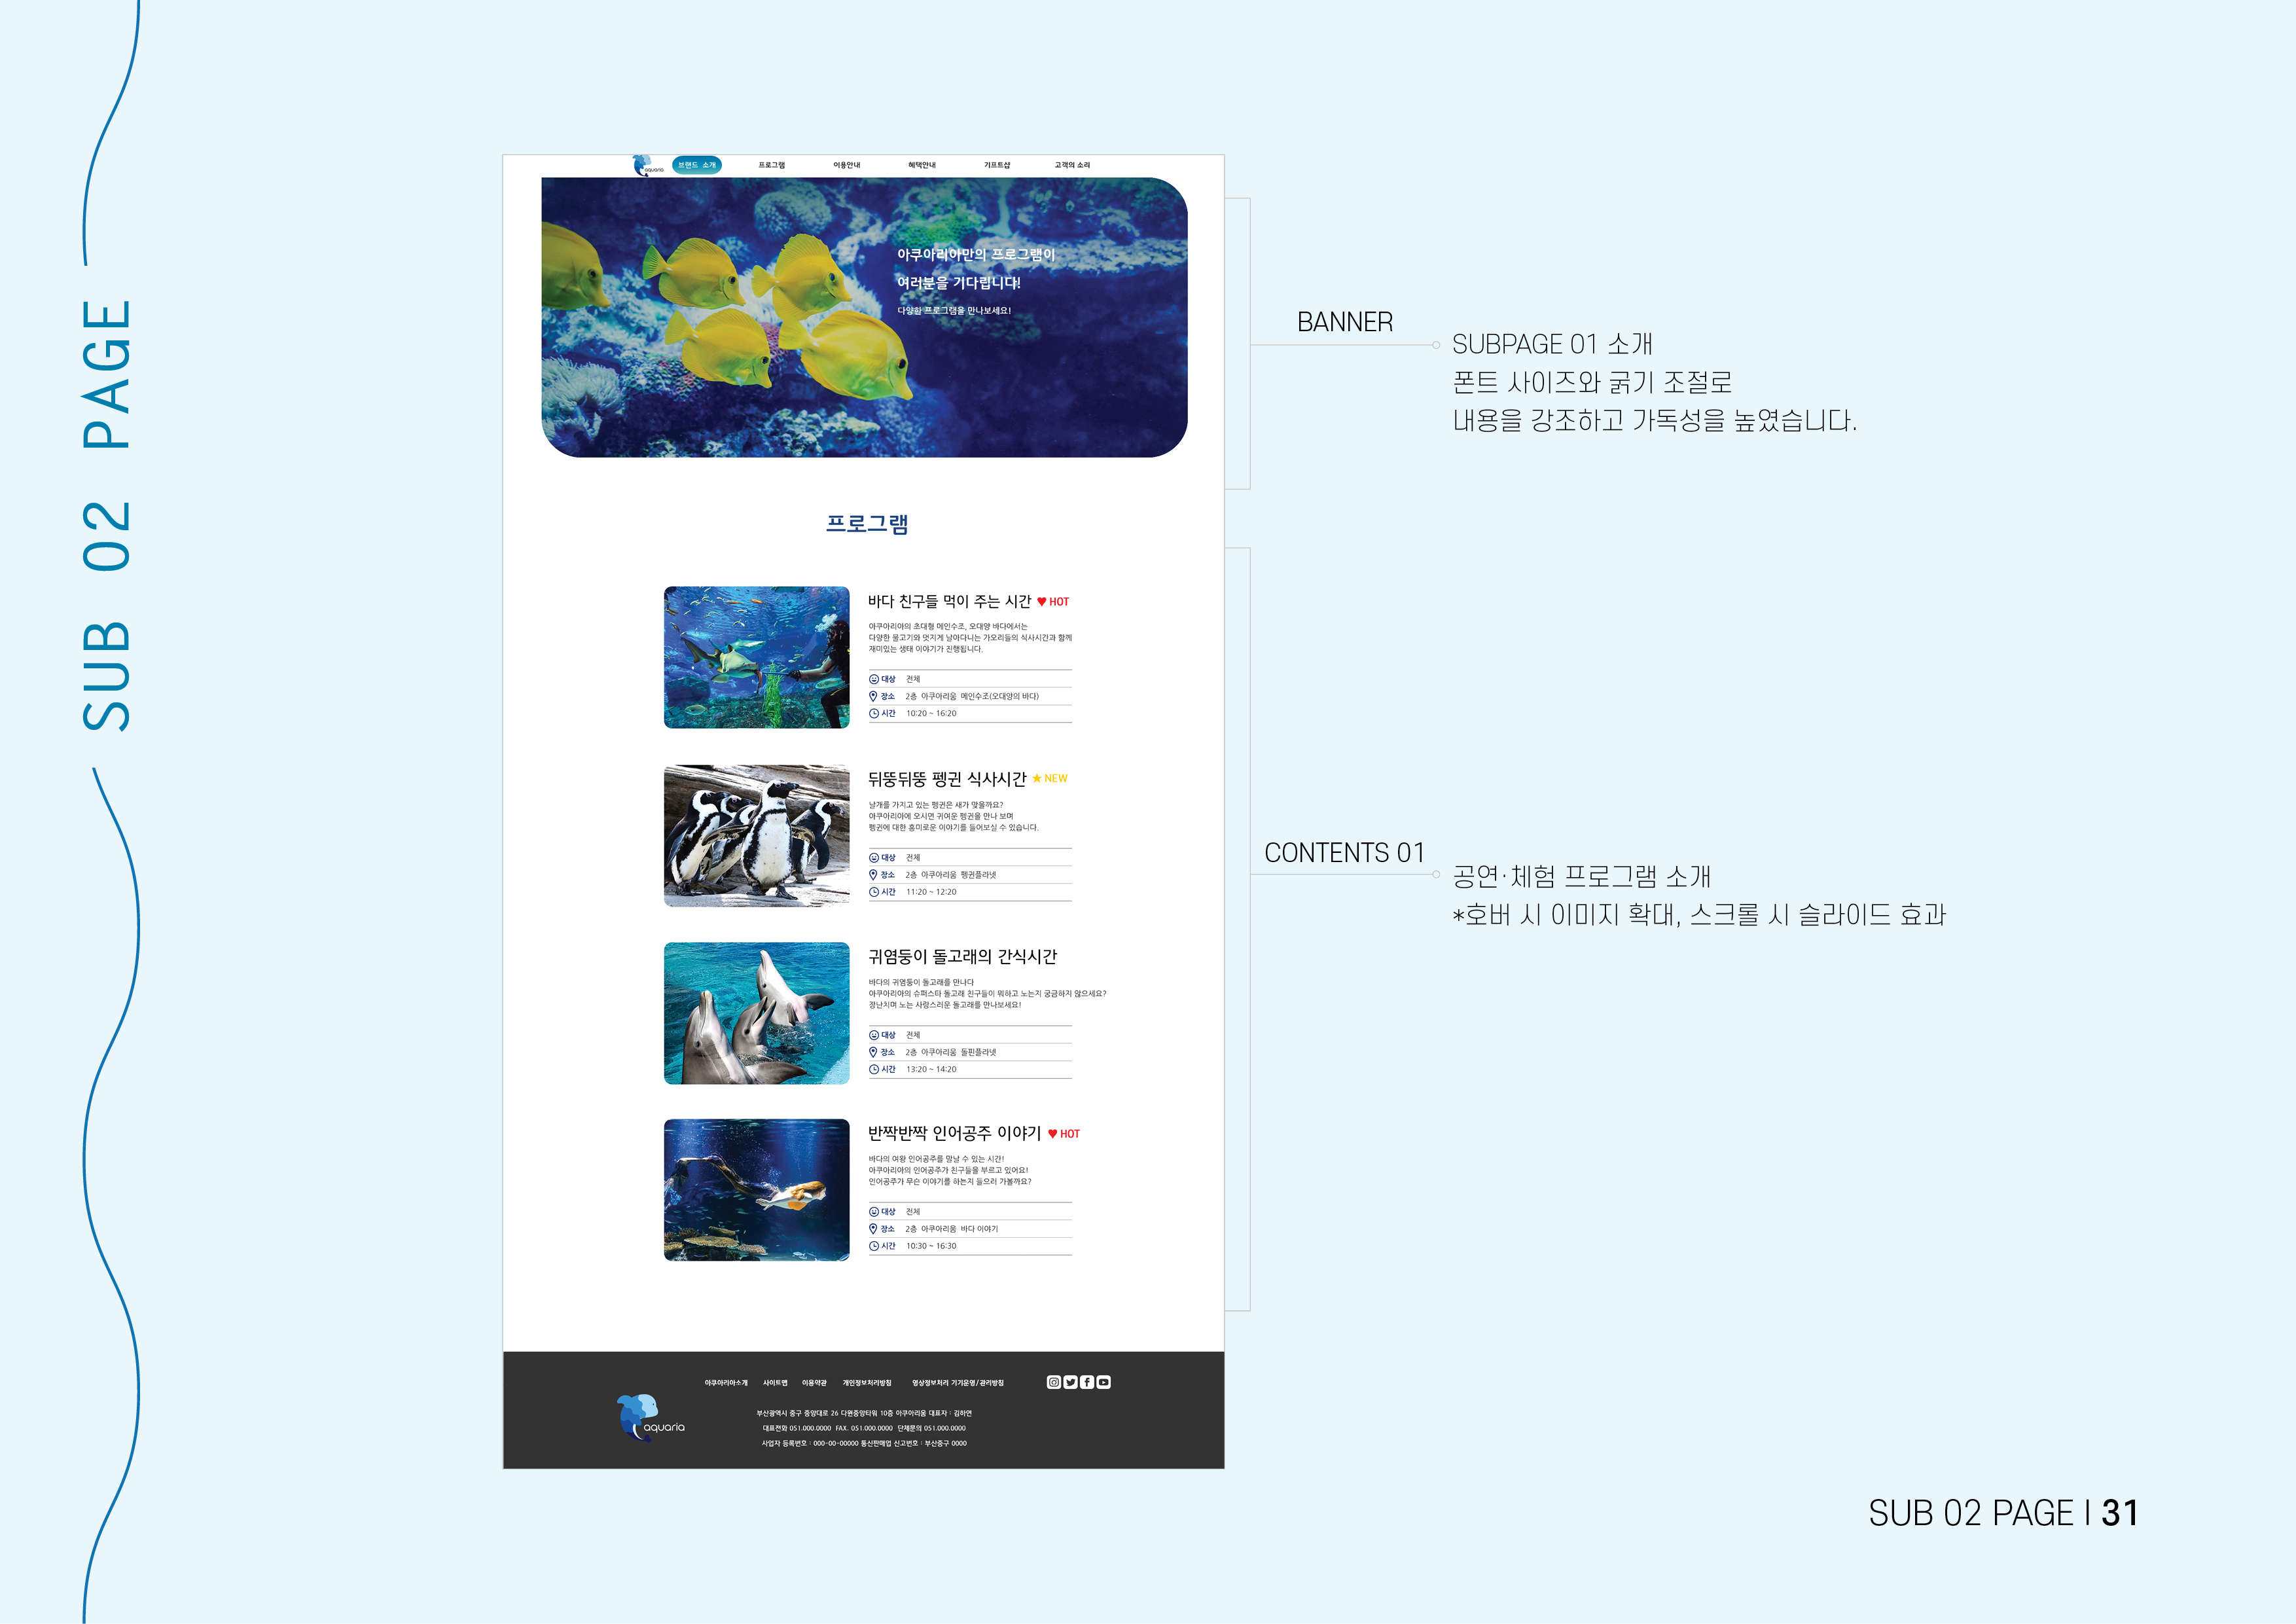 SUB 02 PAGE
aquaria
브랜드 소개
프로그램
이용안내
혜택안내
기프트샵
고객의 소리
아쿠아리아만의 프로그램이
여러분을 기다립니다!
다양한 프로그램을 만나보세요!
프로그램
바다 친구들 먹이 주는 시간 ♥ HOT
아쿠아리아의 초대형 메인수조, 오대양 바다에서는
다양한 물고기와 멋지게 날아다니는 가오리들의 식사시간과 함께
재미있는 생태 이야기가 진행됩니다.
대상 전체
장소 2층 아쿠아리움 메인수조(오대양의 바다)
시간 10:20 ~ 16:20
뒤뚱뒤뚱 펭귄 식사시간 ★ NEW
날개를 가지고 있는 펭귄은 새가 맞을까요?
아쿠아리아에 오시면 귀여운 펭귄을 만나 보며
펭귄에 대한 흥미로운 이야기를 들어보실 수 있습니다.
대상 전체
장소 2층 아쿠아리움 펭귄플라넷
시간 11:20 ~ 12:20
귀염둥이 돌고래의 간식시간
바다의 귀염둥이 돌고래를 만나다
아쿠아리아의 슈퍼스타 돌고래 친구들이 뭐하고 노는지 궁금하지 않으세요?
장난치며 노는 사랑스러운 돌고래를 만나보세요!
대상 전체
장소 2층 아쿠아리움 돌핀플라넷
시간 13:20 ~ 14:20
반짝반짝 인어공주 이야기 ♥ HOT
바다의 여왕 인어공주를 말날 수 있는 시간!
아쿠아리아의 인어공주가 친구들을 부르고 있어요!
인어공주가 무슨 이야기를 하는지 들으러 가볼까요?
대상 전체
장소 2층 아쿠아리움 바다 이야기
시간 10:30 ~ 16:30
아쿠아리아소개
사이트맵
이용약관
개인정보처리방침
영상정보처리 기기운영/관리방침
aquaria
부산광역시 중구 중앙대로 26 다원중앙타워 10층 아쿠아리움 대표자 : 김하연
대표전화 051.000.0000 FAX. 051.000.0000 단체문의 051.000.0000
사업자 등록번호 : 000-00-00000 통신판매업 신고번호 : 부산중구 0000
BANNER
SUBPAGE 01 소개
폰트 사이즈와 굵기 조절로
내용을 강조하고 가독성을 높였습니다.
CONTENTS 01
공연·체험 프로그램 소개
*호버 시 이미지 확대, 스크롤 시 슬라이드 효과
SUB 02 PAGE | 31